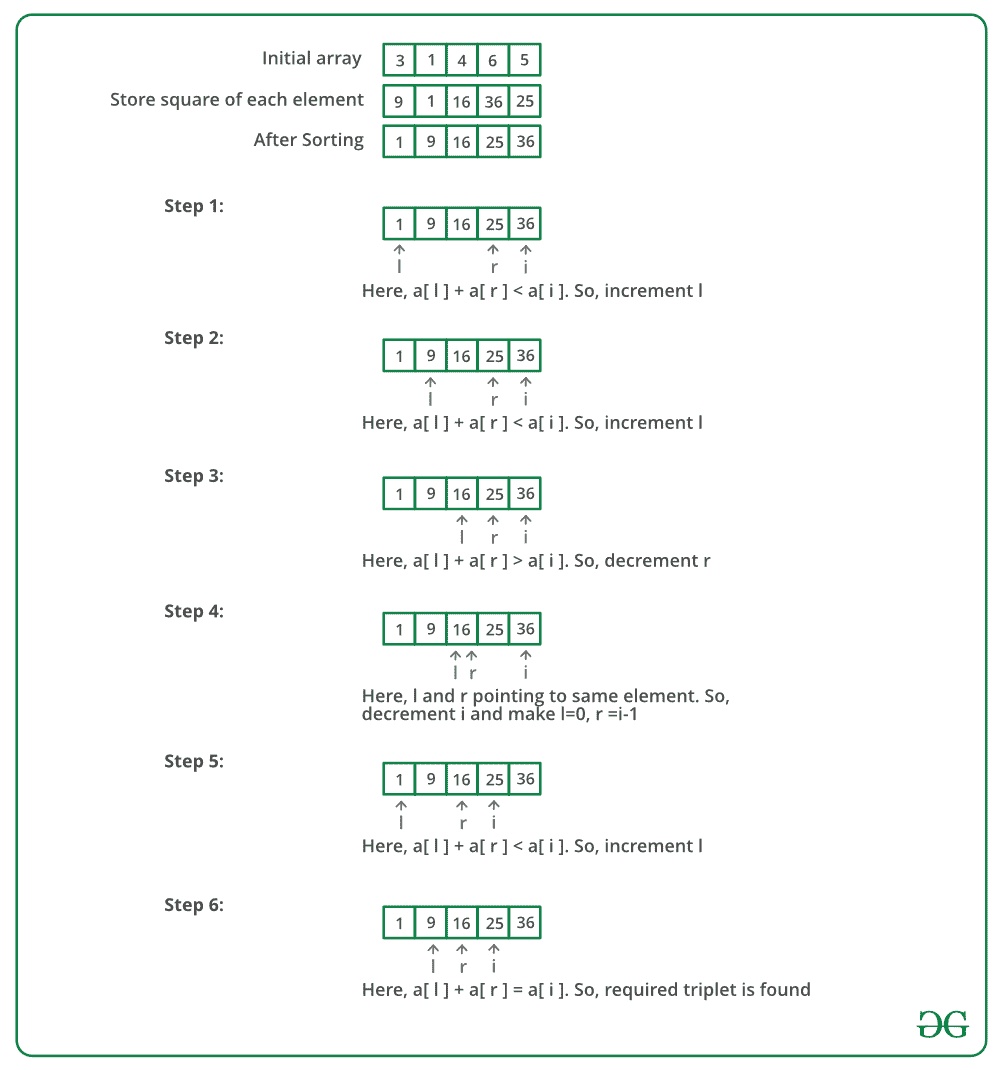 Initial array 3 1 4 6 5
Store square of each element 9 1 16 36 25
After Sorting 1 9 16 25 36
Step 1:
1 9 16 25 36
l r i
Here, a[ l ] + a[ r ] < a[ i ]. So, increment l
Step 2:
1 9 16 25 36
l r i
Here, a[ l ] + a[ r ] < a[ i ]. So, increment l
Step 3:
1 9 16 25 36
l r i
Here, a[ l ] + a[ r ] > a[ i ]. So, decrement r
Step 4:
1 9 16 25 36
l r i
Here, l and r pointing to same element. So,
decrement i and make l=0, r =i-1
Step 5:
1 9 16 25 36
l r i
Here, a[ l ] + a[ r ] < a[ i ]. So, increment l
Step 6:
1 9 16 25 36
l r i
Here, a[ l ] + a[ r ] = a[ i ]. So, required triplet is found